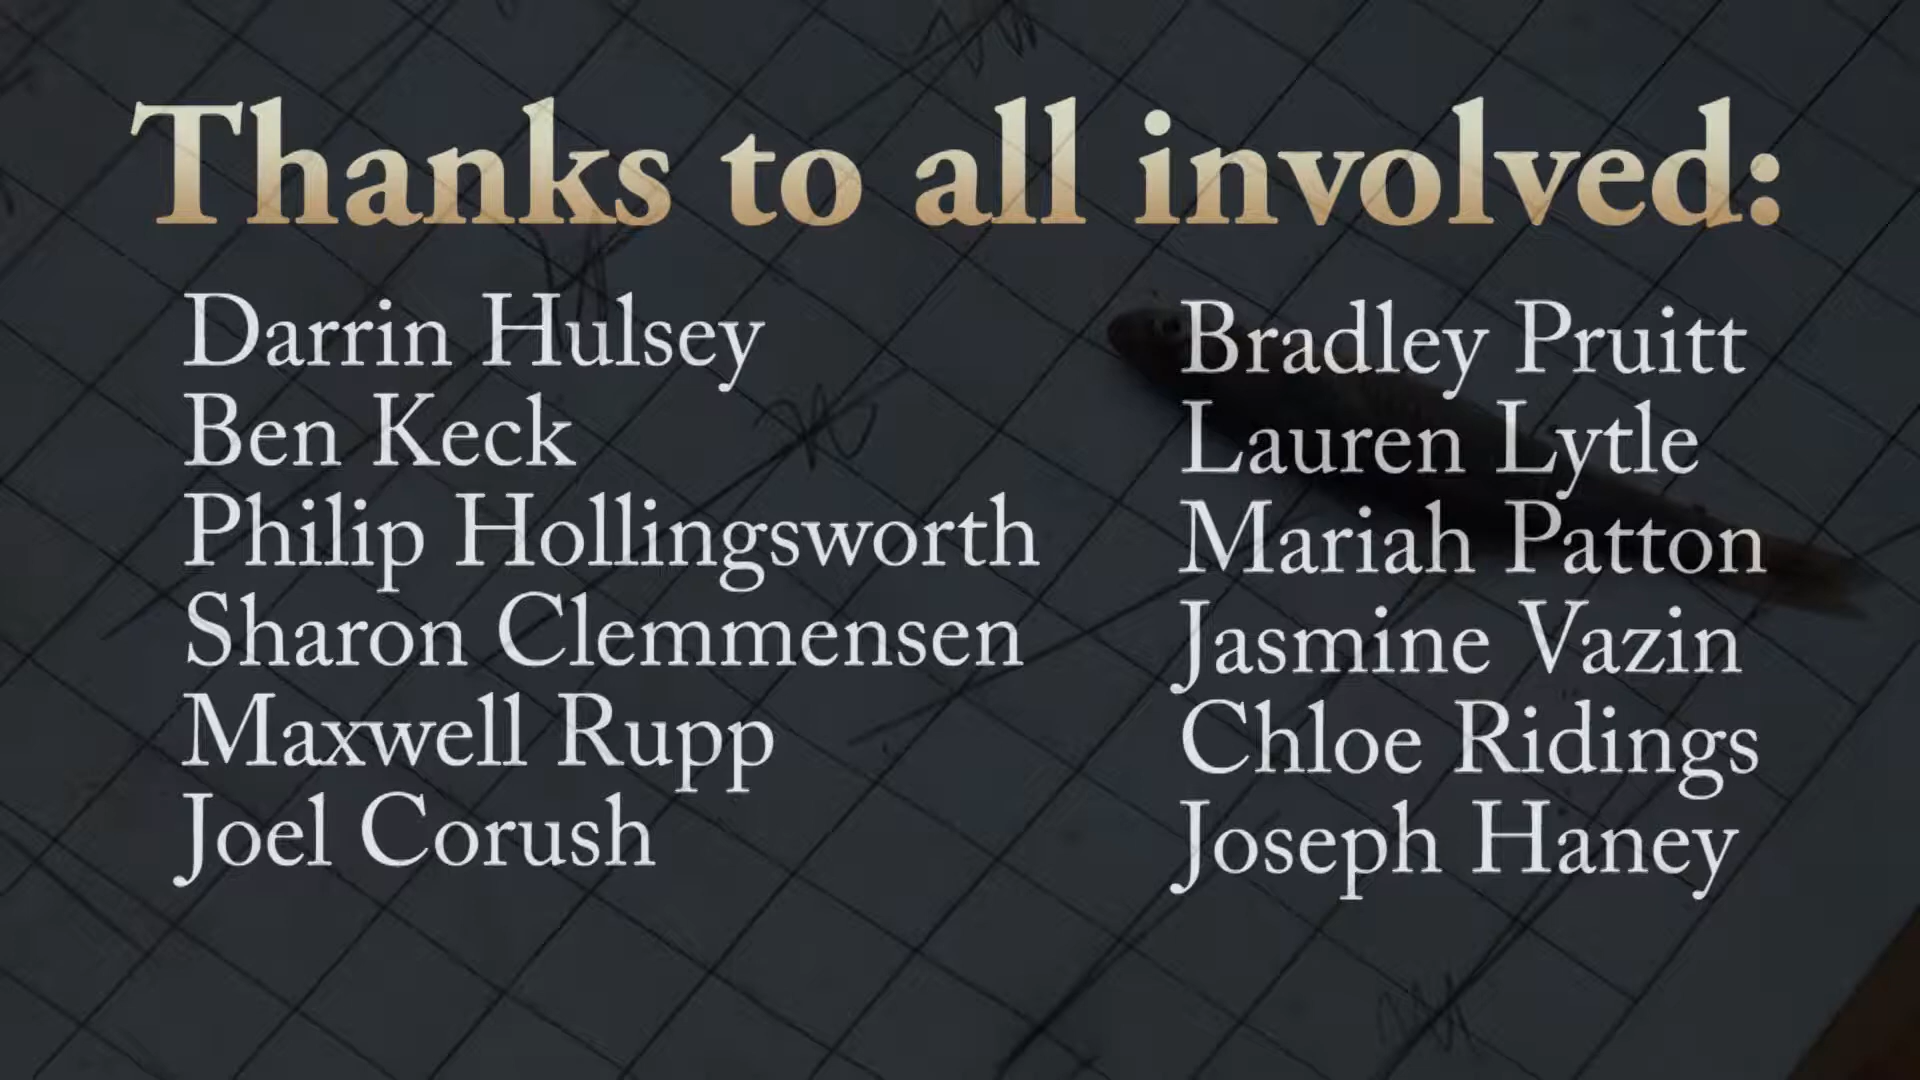 Thanks to all involved:
Darrin Hulsey
Ben Keck
Philip Hollingsworth
Sharon Clemmensen
Maxwell Rupp
Joel Corush
Bradley Pruitt
Lauren Lytle
Mariah Patton
Jasmine Vazin
Chloe Ridings
Joseph Haney